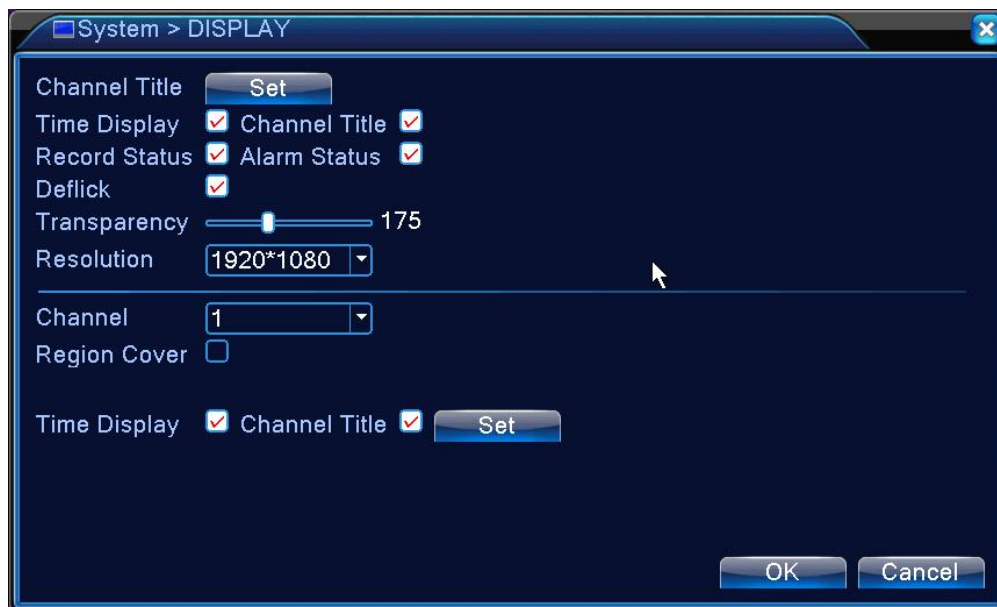 System > DISPLAY
Channel Title Set
Time Display Channel Title
Record Status Alarm Status
Deflick
Transparency 175
Resolution 1920*1080
Channel 1
Region Cover
Time Display Channel Title Set
OK Cancel